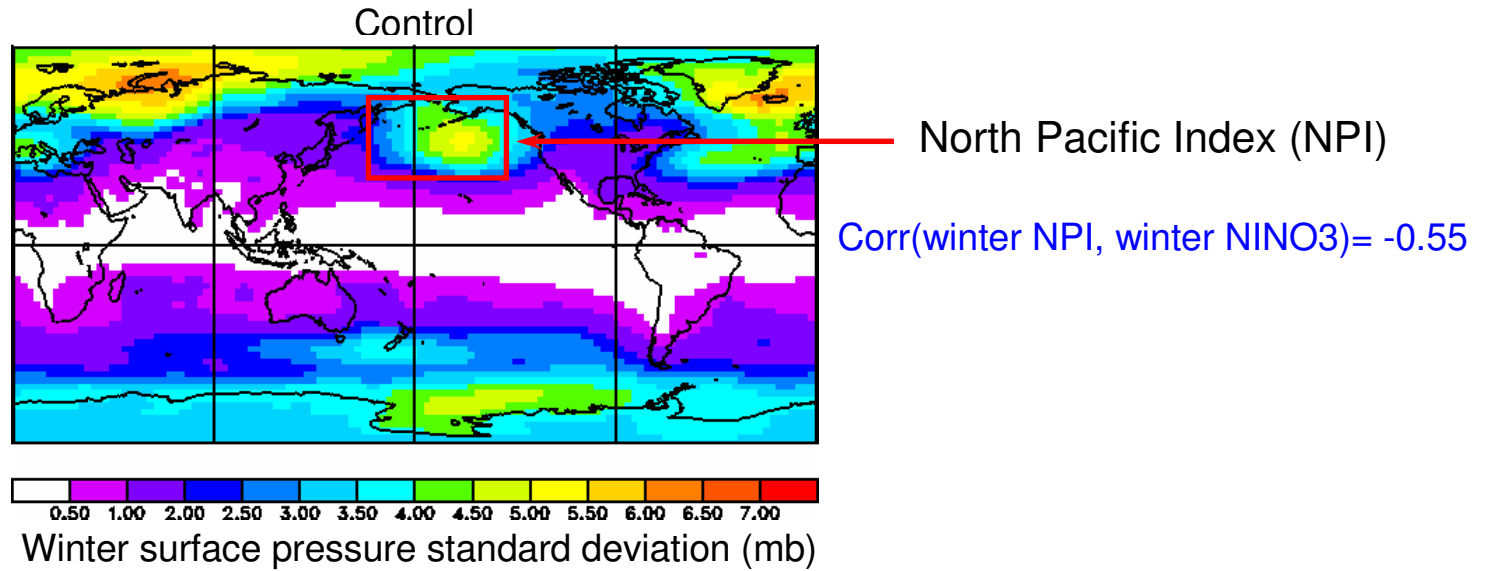 Control
North Pacific Index (NPI)
Corr(winter NPI, winter NINO3)= -0.55
0.50 1.00 2.00 2.50 3.00 3.50 4.00 4.50 5.00 5.50 6.00 6.50 7.00
Winter surface pressure standard deviation (mb)